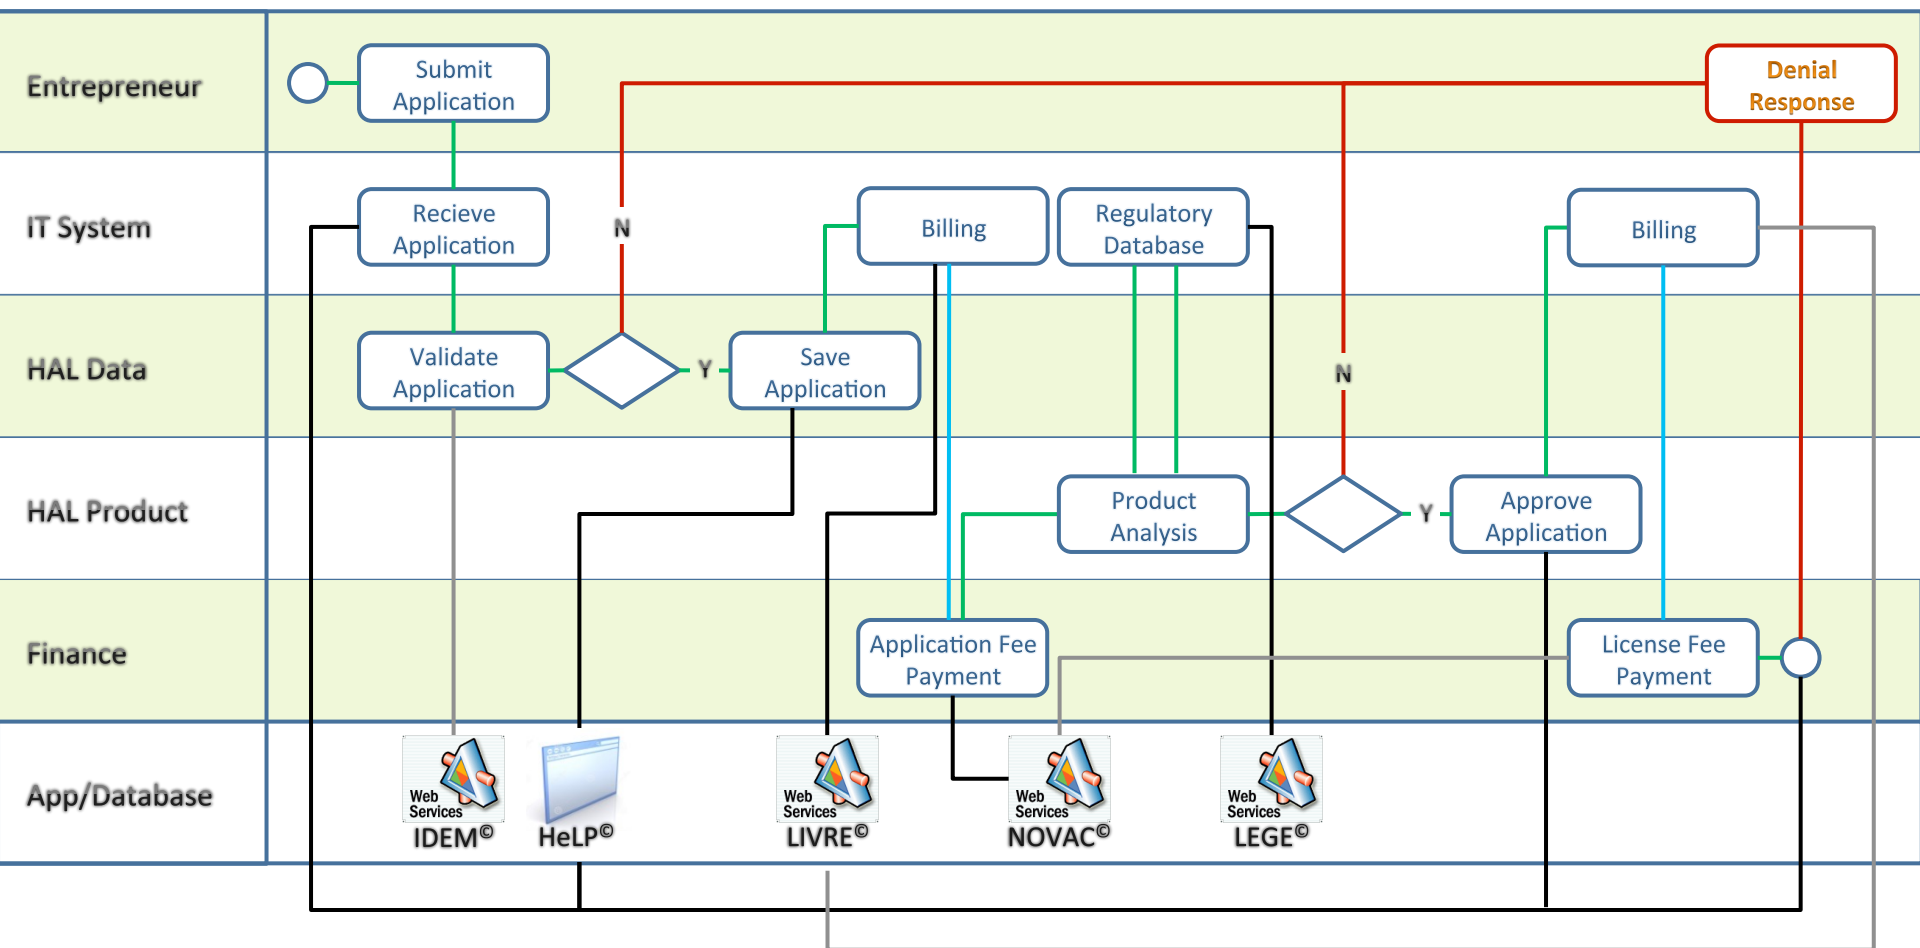 Entrepreneur
Submit
Application
Denial
Response
IT System
Recieve
Application
N
Billing
Regulatory
Database
Billing
HAL Data
Validate
Application
Y
Save
Application
N
HAL Product
Product
Analysis
Y
Approve
Application
Finance
Application Fee
Payment
License Fee
Payment
App/Database
Web
Services
IDEM©
HeLP©
Web
Services
LIVRE©
Web
Services
NOVAC©
Web
Services
LEGE©